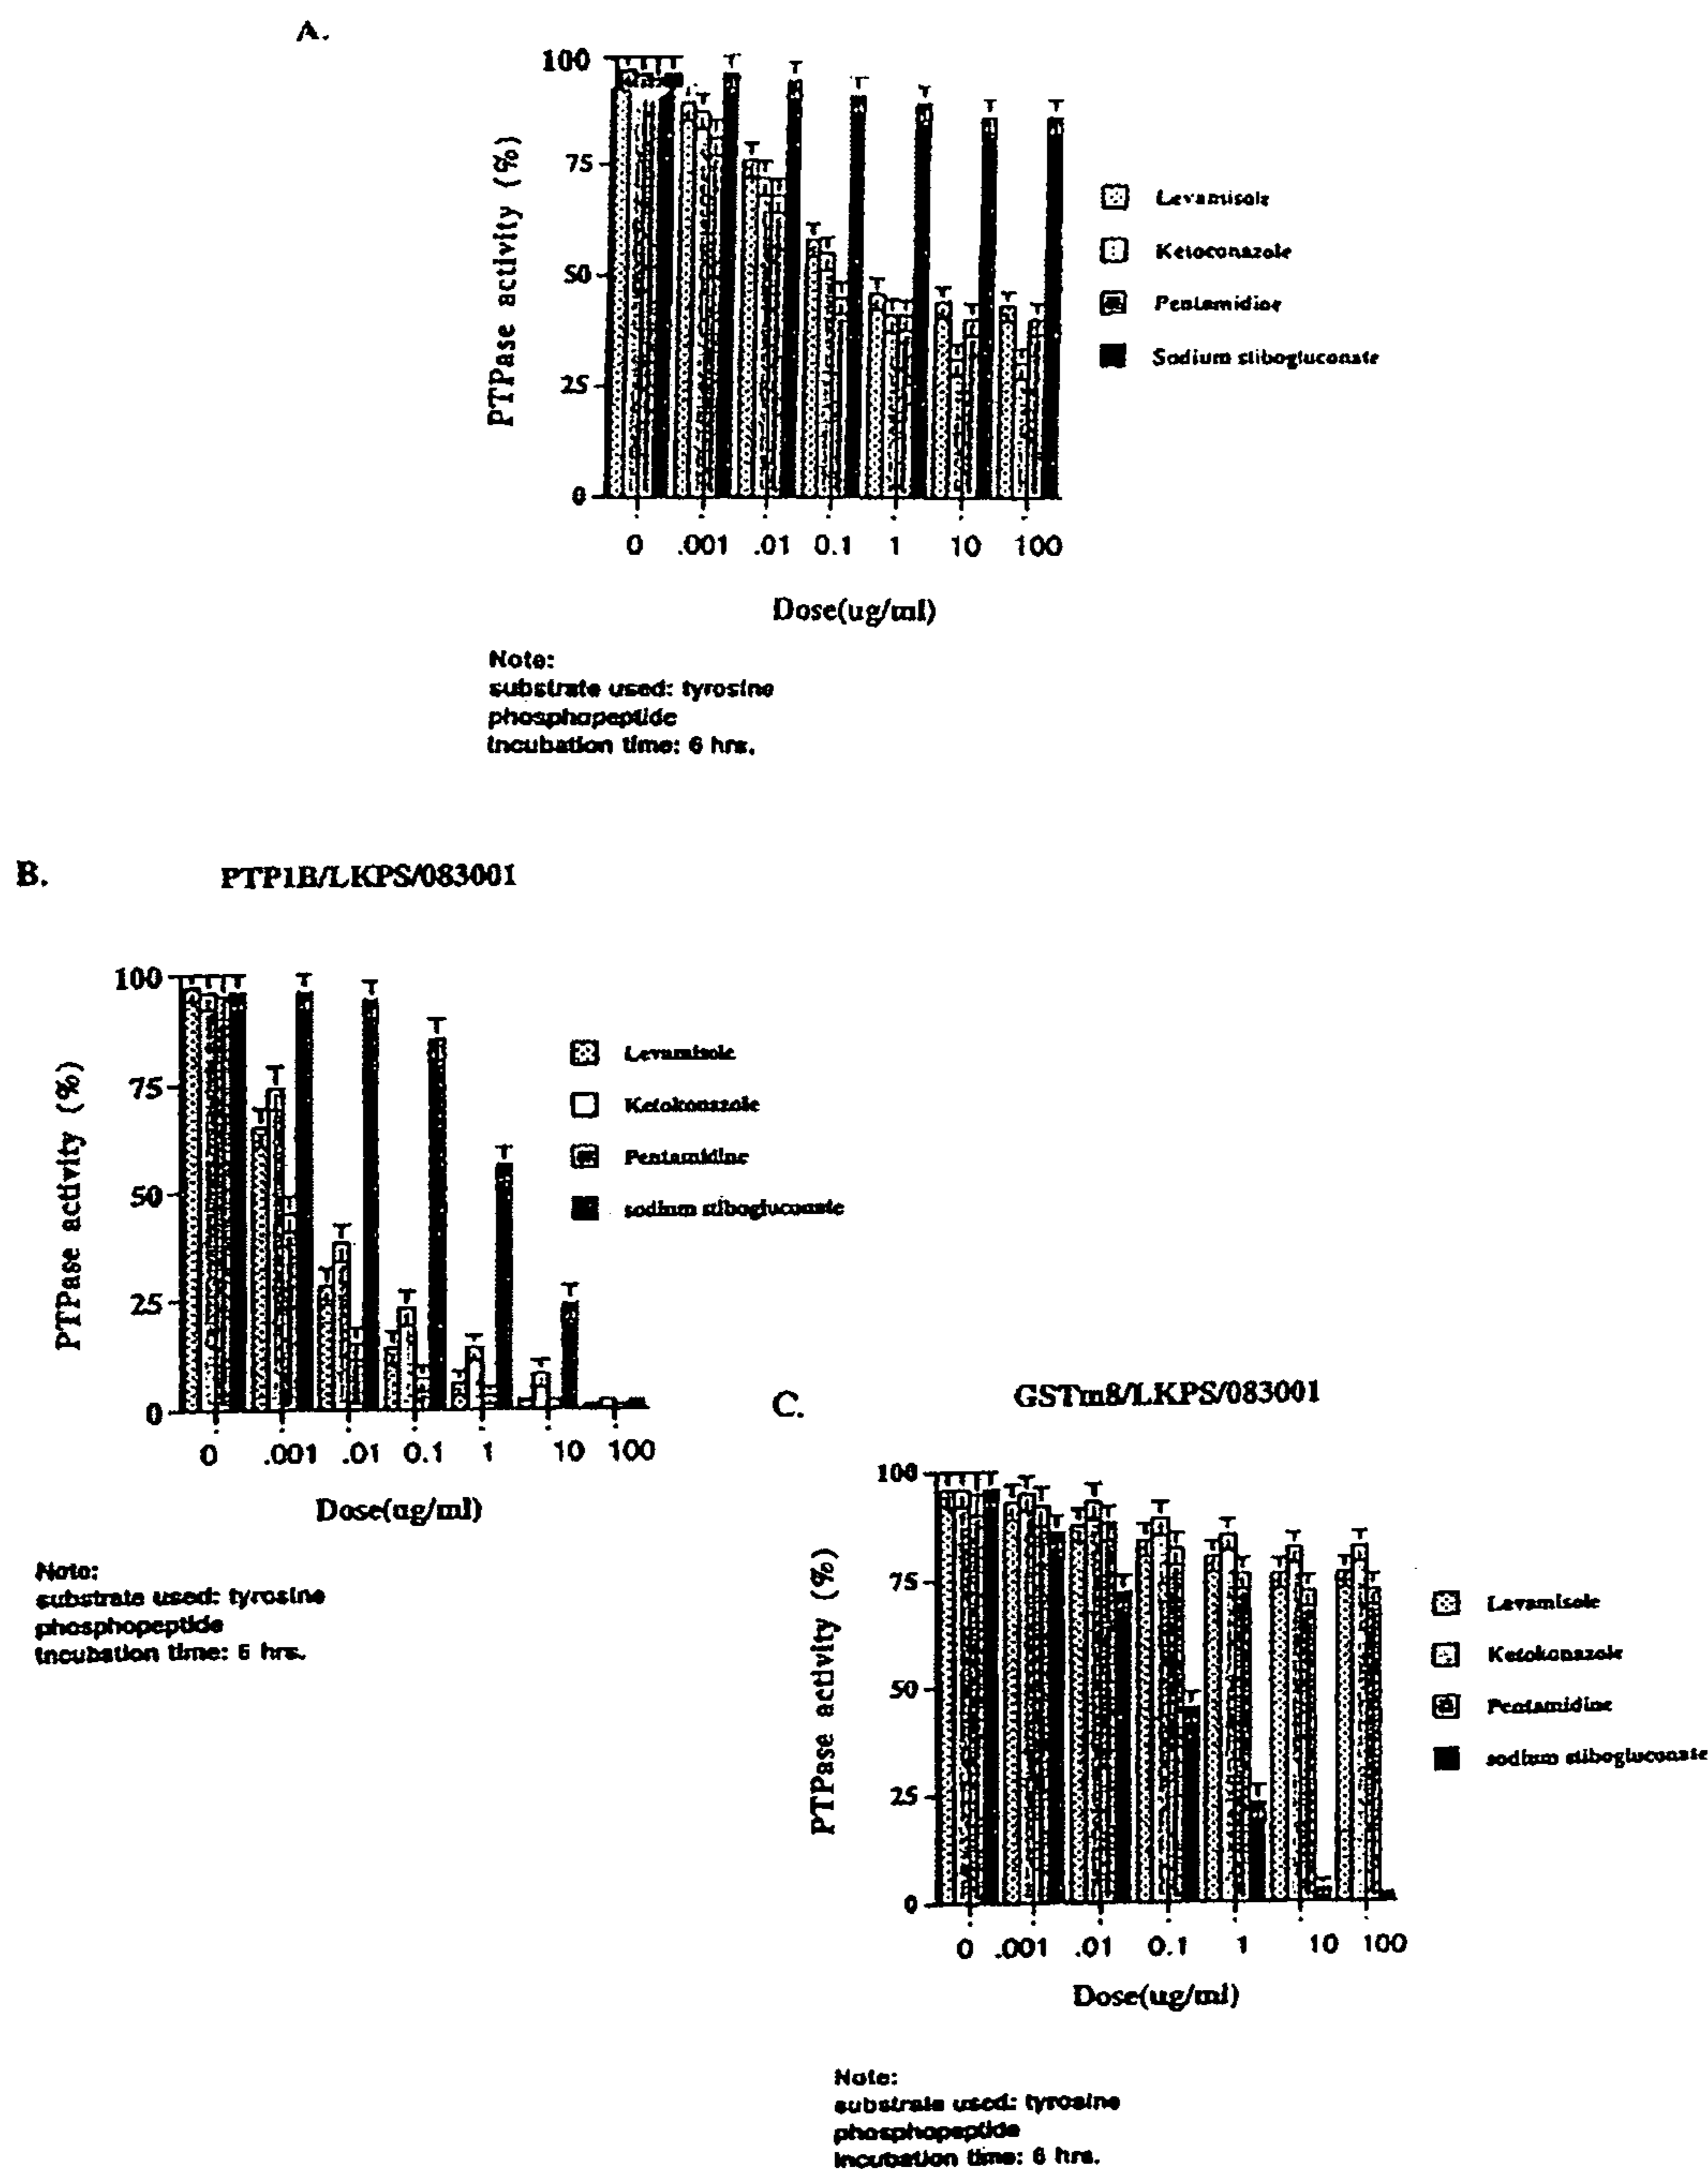 A.
100
75
50
25
0
PTPase activity (%)
0 .001 .01 0.1 1 10 100
Dose(ug/ml)
Levamisole
Ketoconazole
Pentamidine
Sodium stibogluconate
Note:
substrate used: tyrosine
phosphopeptide
Incubation time: 6 hrs.
B.
PTP1B/LKPS/083001
100
75
50
25
0
PTPase activity (%)
0 .001 .01 0.1 1 10 100
Dose(ug/ml)
Levamisole
Ketokonazole
Pentamidine
sodium stibogluconate
Note:
substrate used: tyrosine
phosphopeptide
Incubation time: 6 hrs.
C.
GSTm8/LKPS/083001
100
75
50
25
0
PTPase activity (%)
0 .001 .01 0.1 1 10 100
Dose(ug/ml)
Levamisole
Ketokonazole
Pentamidine
sodium stibogluconate
Note:
substrate used: tyrosine
phosphopeptide
Incubation time: 6 hrs.